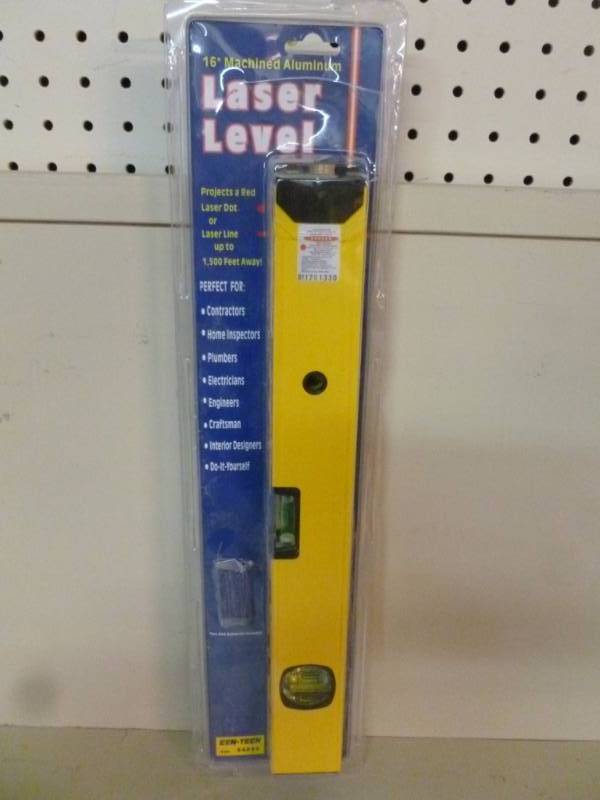 16" Machined Aluminum
Laser
Level
Projects a Red
Laser Dot
or
Laser Line
up to
1,500 Feet Away!
PERFECT FOR:
• Contractors
• Home Inspectors
• Plumbers
• Electricians
• Engineers
• Craftsman
• Interior Designers
• Do-It-Yourself